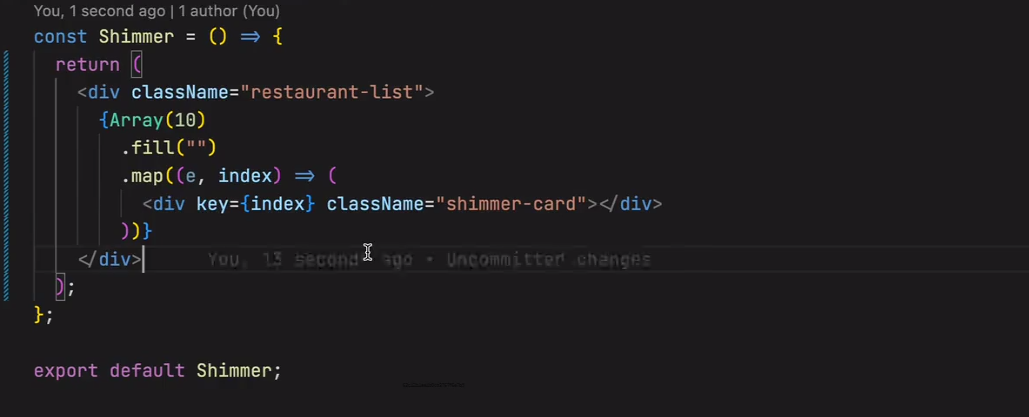 You, 1 second ago | 1 author (You)
const Shimmer = () => {
return (
<div className="restaurant-list">
{Array(10)
.fill("")
.map((e, index) => (
<div key={index} className="shimmer-card"></div>
))}
</div> You, 13 seconds ago • Uncommitted changes
);
};
export default Shimmer;